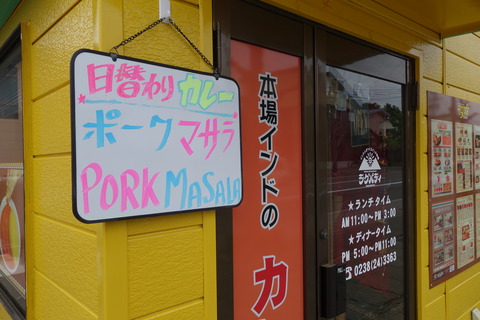 日替わりカレー
ポークマサラ
PORK MASALA
本場インドのカ
★ランチタイム
AM 11:00〜PM 3:00
★ディナータイム
PM 5:00〜PM 11:00
0238(24)3363